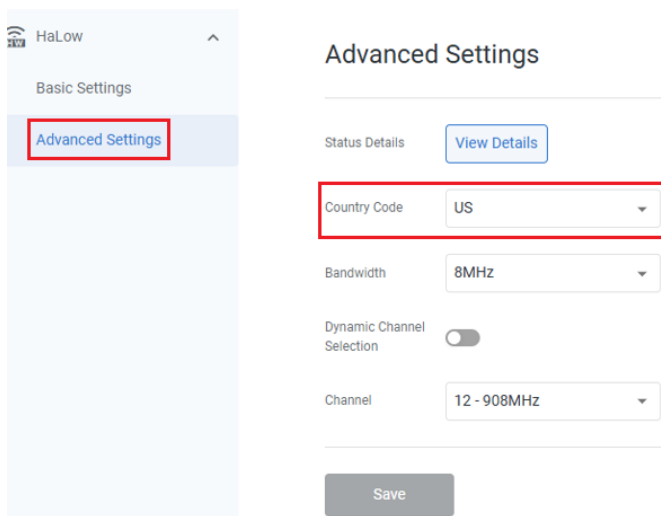 HaLow
HW
Basic Settings
Advanced Settings
Advanced Settings
Status Details
View Details
Country Code
US
Bandwidth
8MHz
Dynamic Channel
Selection
Channel
12 - 908MHz
Save